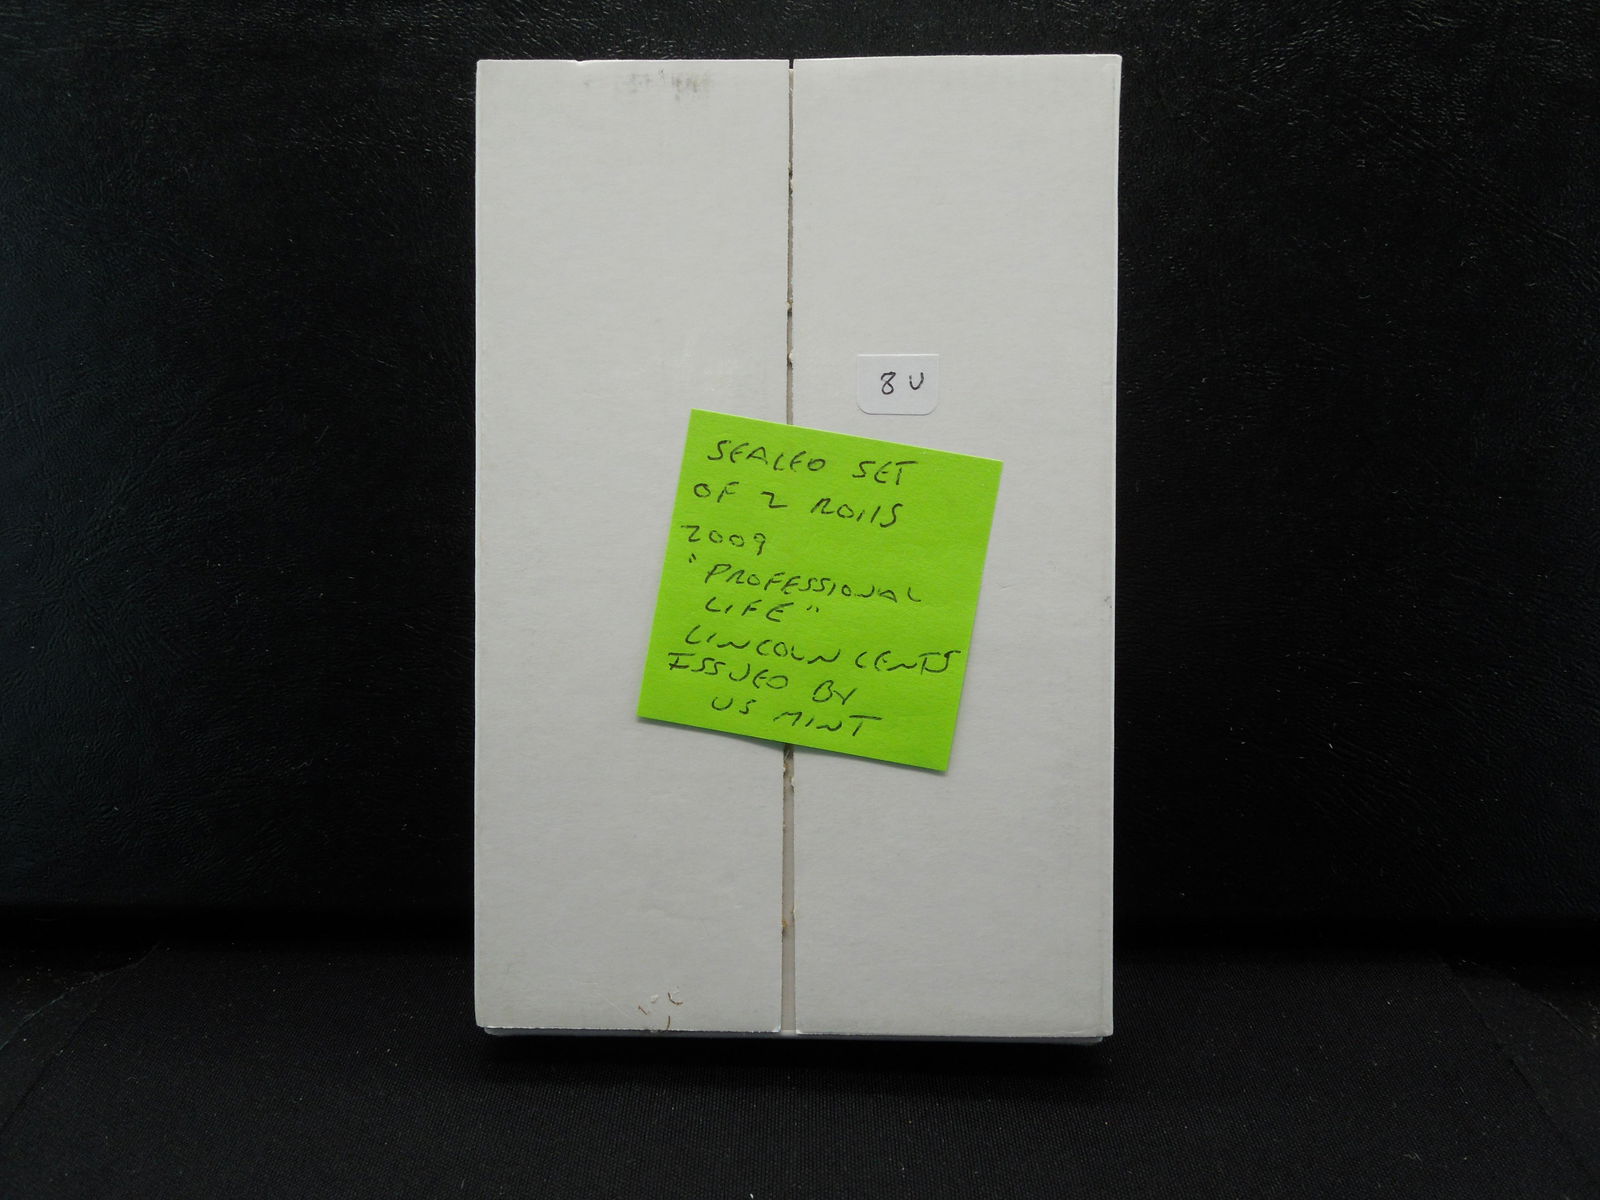 8U
SEALED SET
OF 2 ROllS
2009
"PROFESSIONAL
LIFE"
LINCOLN CENTS
ISSUED BY
US MINT